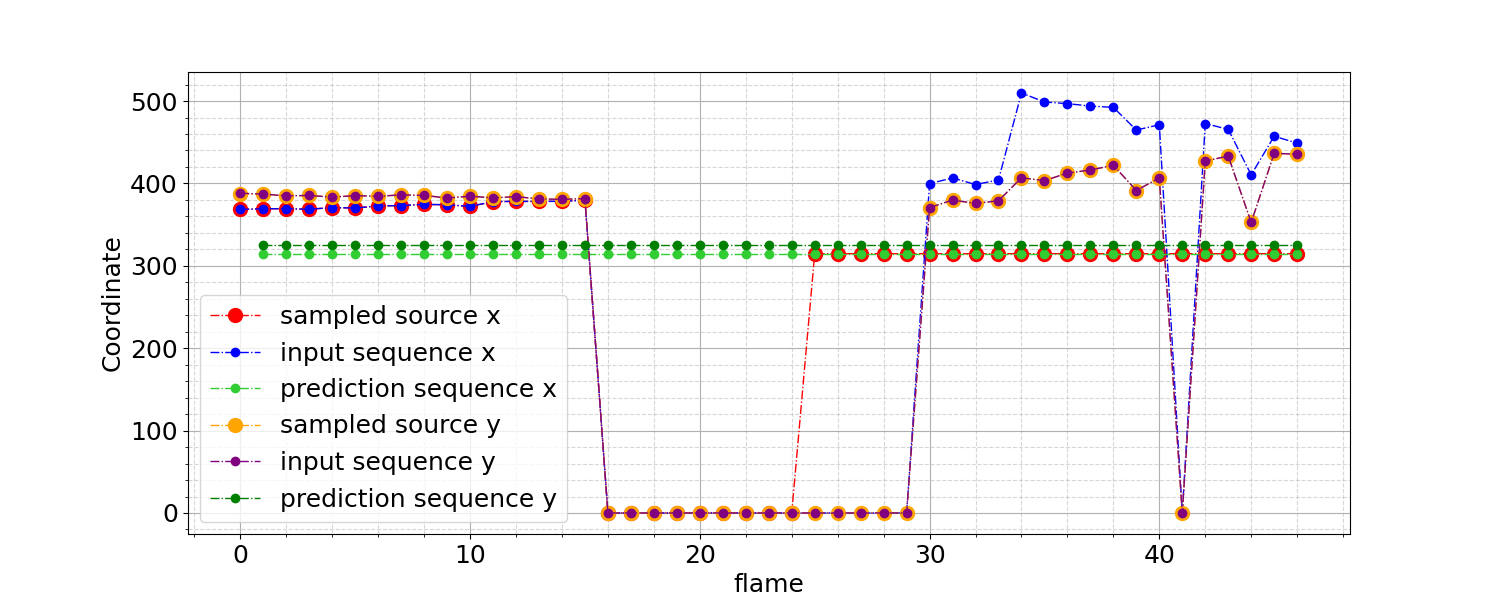 500
400
300
200
100
0
Coordinate
sampled source x
input sequence x
prediction sequence x
sampled source y
input sequence y
prediction sequence y
0 10 20 30 40
flame